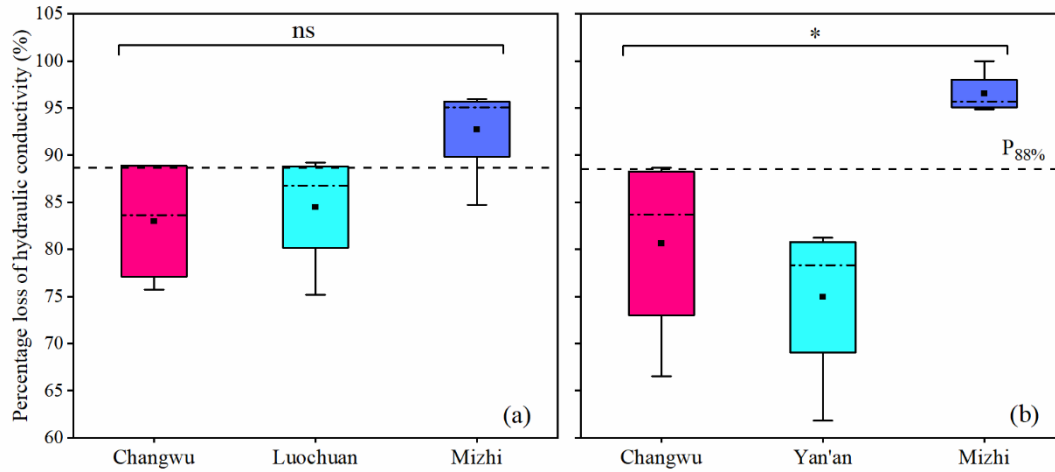 Percentage loss of hydraulic conductivity (%)
105
100
95
90
85
80
75
70
65
60
ns
*
P88%
(a)
(b)
Changwu
Luochuan
Mizhi
Changwu
Yan'an
Mizhi